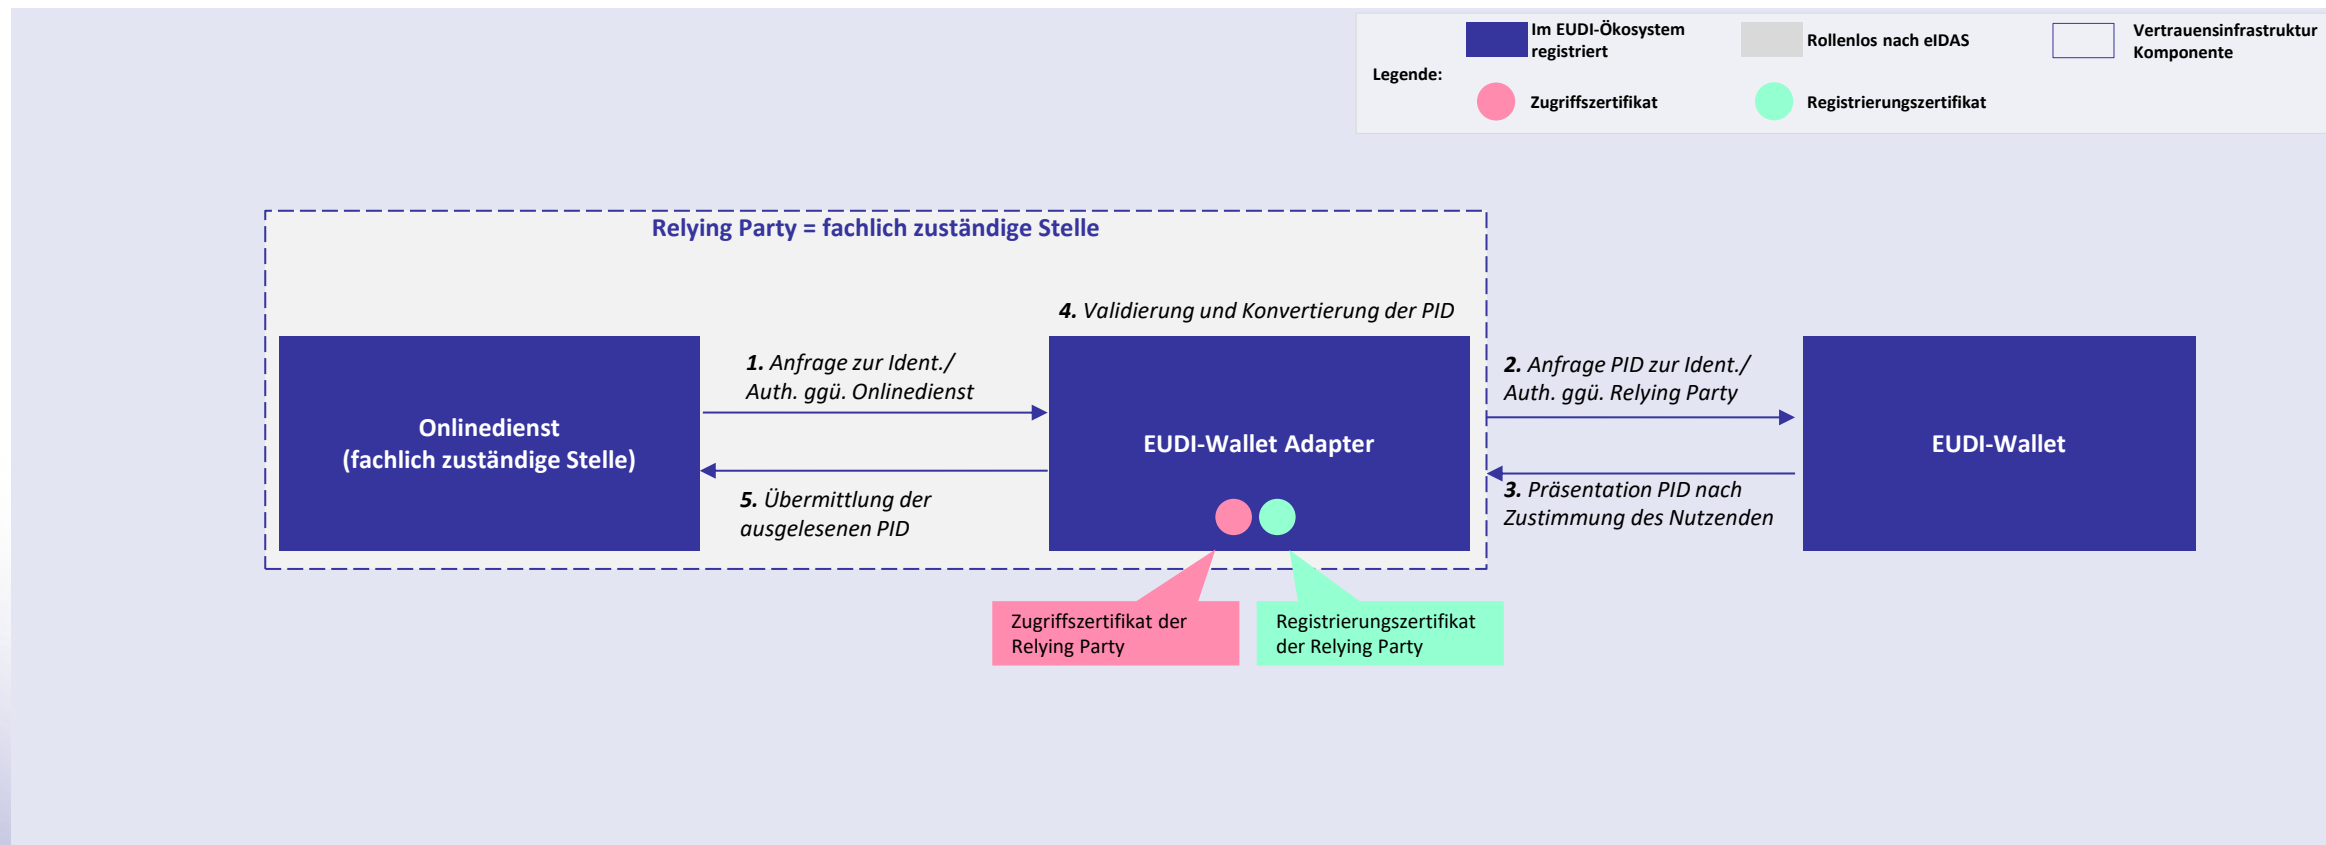 Legende:
Im EUDI-Ökosystem
registriert
Rollenlos nach eIDAS
Vertrauensinfrastruktur
Komponente
Zugriffszertifikat
Registrierungszertifikat
Relying Party = fachlich zuständige Stelle
4. Validierung und Konvertierung der PID
Onlinedienst
(fachlich zuständige Stelle)
1. Anfrage zur Ident./
Auth. ggü. Onlinedienst
5. Übermittlung der
ausgelesenen PID
EUDI-Wallet Adapter
2. Anfrage PID zur Ident./
Auth. ggü. Relying Party
3. Präsentation PID nach
Zustimmung des Nutzenden
EUDI-Wallet
Zugriffszertifikat der
Relying Party
Registrierungszertifikat
der Relying Party